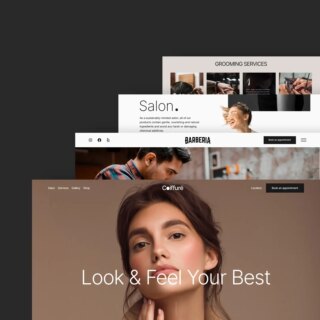 GROOMING SERVICES
Salon.
As a sustainably minded salon, all of our
products contain gentle, nourishing and natural
ingredients and avoid any harsh or damaging
chemical additives.
BARBERIA
Book an appointment
Coiffure
About Services Gallery Shop
Location
Book an appointment
Look & Feel Your Best